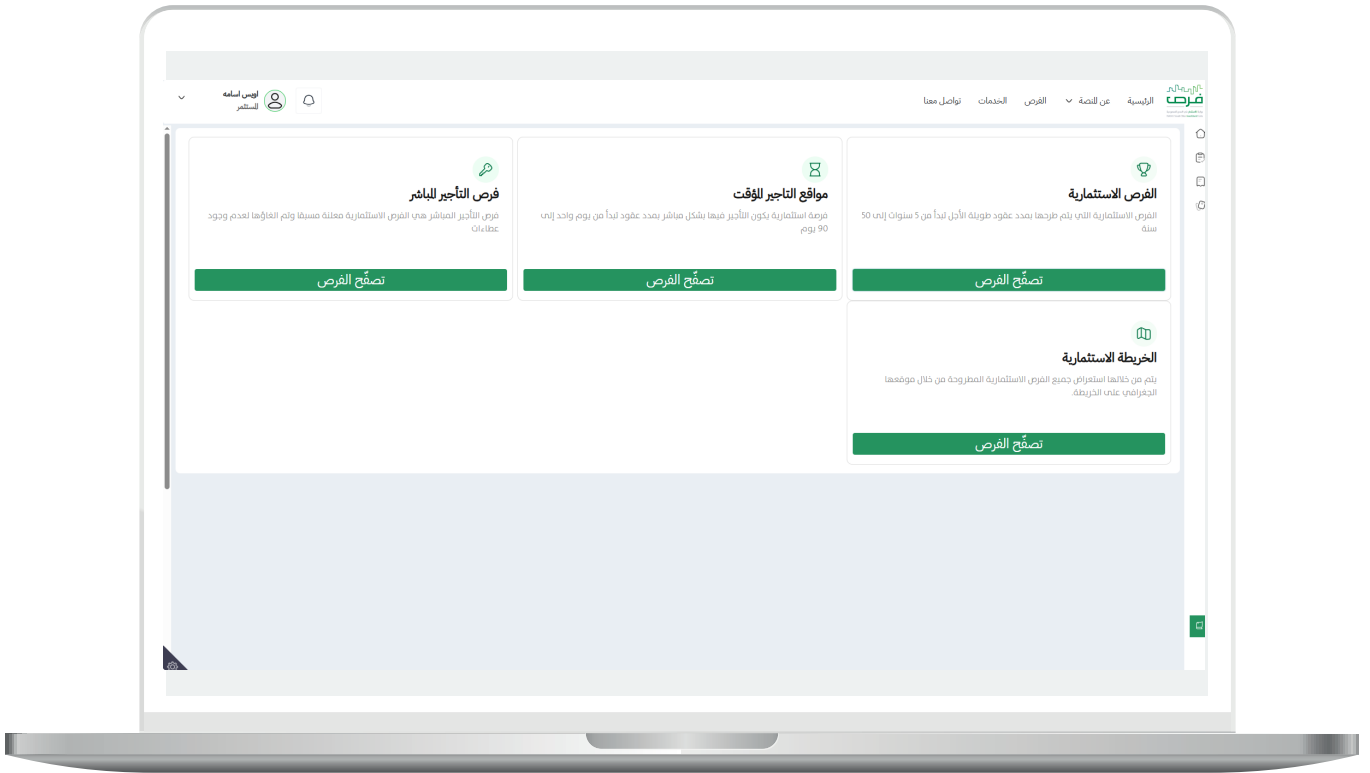 فرص
الرئيسية
عن المنصة
الفرص
الخدمات
تواصل معنا
اويس اسامه
المستثمر
الفرص الاستثمارية
الفرص الاستثمارية التي يتم طرحها بمدد عقود طويلة الأجل تبدأ من 5 سنوات إلى 50
سنة
تصفّح الفرص
مواقع التاجير المؤقت
فرصة استثمارية يكون التأجير فيها بشكل مباشر بمدد عقود تبدأ من يوم واحد إلى
90 يوم
تصفّح الفرص
فرص التأجير المباشر
فرص التأجير المباشر هي الفرص الاستثمارية معلنة مسبقا وتم الغاؤها لعدم وجود
عطاءات
تصفّح الفرص
الخريطة الاستثمارية
يتم من خلالها استعراض جميع الفرص الاستثمارية المطروحة من خلال موقعها
الجغرافي على الخريطة.
تصفّح الفرص